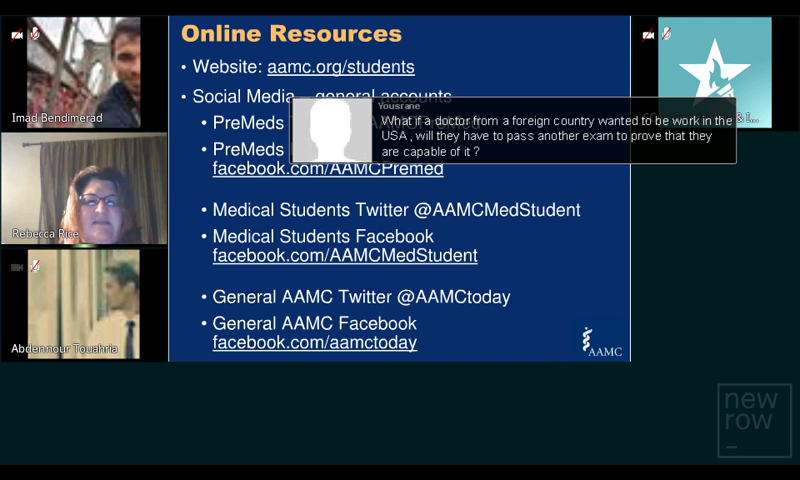 Online Resources
• Website: aamc.org/students
• Social Media – general accounts
• PreMeds
• PreMeds
facebook.com/AAMCPremed
• Medical Students Twitter @AAMCMedStudent
• Medical Students Facebook
facebook.com/AAMCMedStudent
• General AAMC Twitter @AAMCtoday
• General AAMC Facebook
facebook.com/aamctoday
AAMC
Yousrane
What if a doctor from a foreign country wanted to be work in the
USA , will they have to pass another exam to prove that they
are capable of it ?
Imad Bendimerad
Rebecca Rice
Abdennour Touahria
& I...
new
row